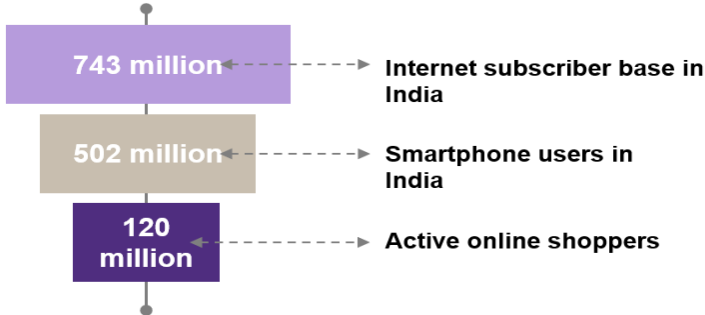 743 million
Internet subscriber base in
India
502 million
Smartphone users in
India
120
million
Active online shoppers